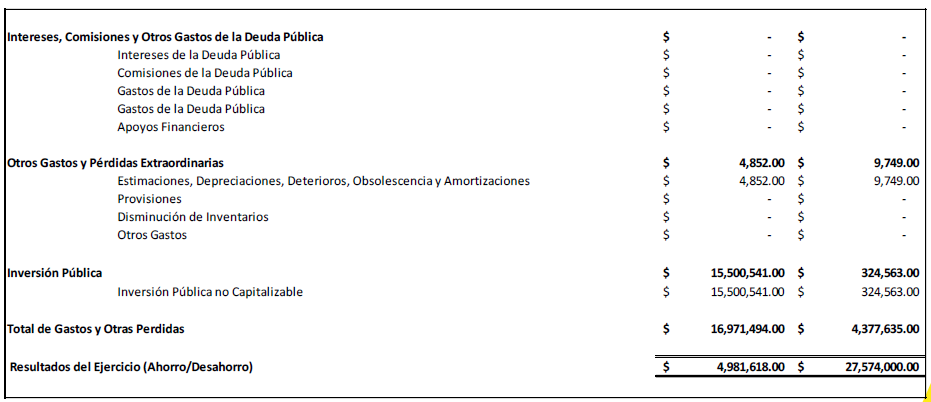 Intereses, Comisiones y Otros Gastos de la Deuda Pública $ - $ -
Intereses de la Deuda Pública $ - $ -
Comisiones de la Deuda Pública $ - $ -
Gastos de la Deuda Pública $ - $ -
Gastos de la Deuda Pública $ - $ -
Apoyos Financieros $ - $ -
Otros Gastos y Pérdidas Extraordinarias $ 4,852.00 $ 9,749.00
Estimaciones, Depreciaciones, Deterioros, Obsolescencia y Amortizaciones $ 4,852.00 $ 9,749.00
Provisiones $ - $ -
Disminución de Inventarios $ - $ -
Otros Gastos $ - $ -
Inversión Pública $ 15,500,541.00 $ 324,563.00
Inversión Pública no Capitalizable $ 15,500,541.00 $ 324,563.00
Total de Gastos y Otras Perdidas $ 16,971,494.00 $ 4,377,635.00
Resultados del Ejercicio (Ahorro/Desahorro) $ 4,981,618.00 $ 27,574,000.00